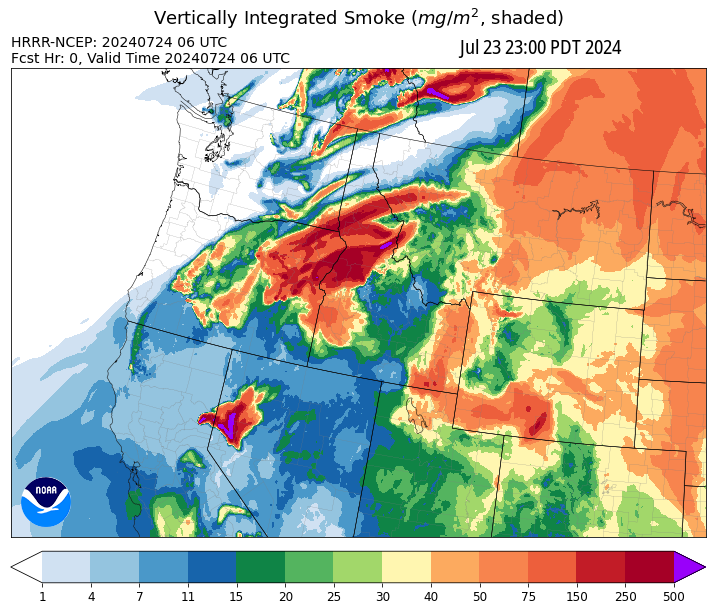 Vertically Integrated Smoke (mg/m², shaded)
HRRR-NCEP: 20240724 06 UTC
Jul 23 23:00 PDT 2024
Fcst Hr: 0, Valid Time 20240724 06 UTC
NOAA
1 4 7 11 15 20 25 30 40 50 75 150 250 500